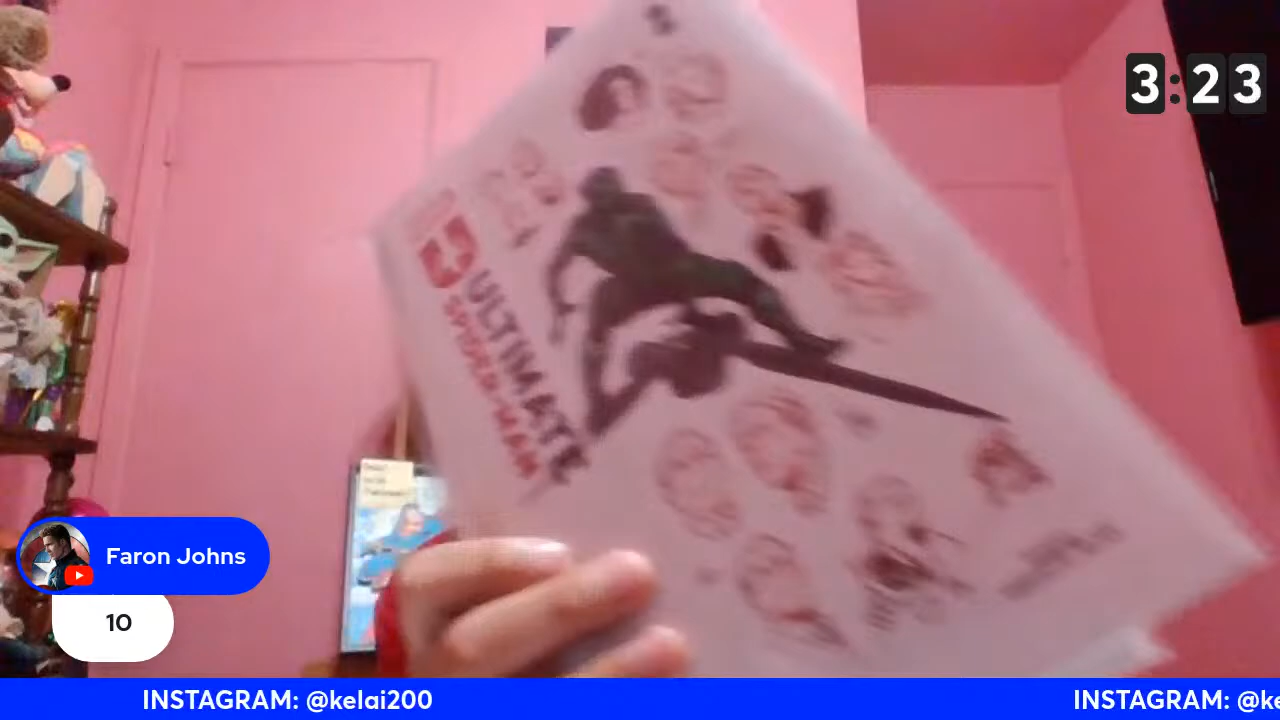 3:23
ULTIMATE
SPIDER-MAN
Faron Johns
10
INSTAGRAM: @kelai200
INSTAGRAM: @ke